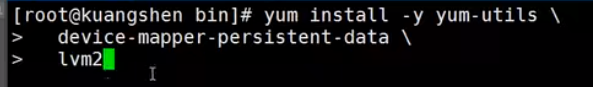 [root@kuangshen bin]# yum install -y yum-utils \
>   device-mapper-persistent-data \
>   lvm2